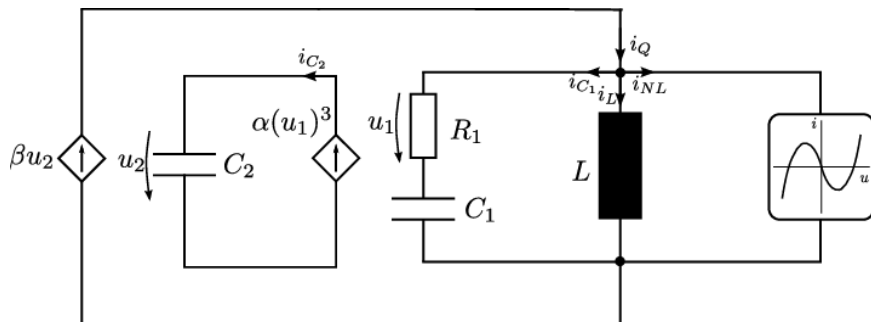 i_Q
i_{C_2}
i_{C_1}
i_L
i_{NL}
α(u_1)^3
u_1
R_1
i
βu_2
u_2
C_2
L
u
C_1